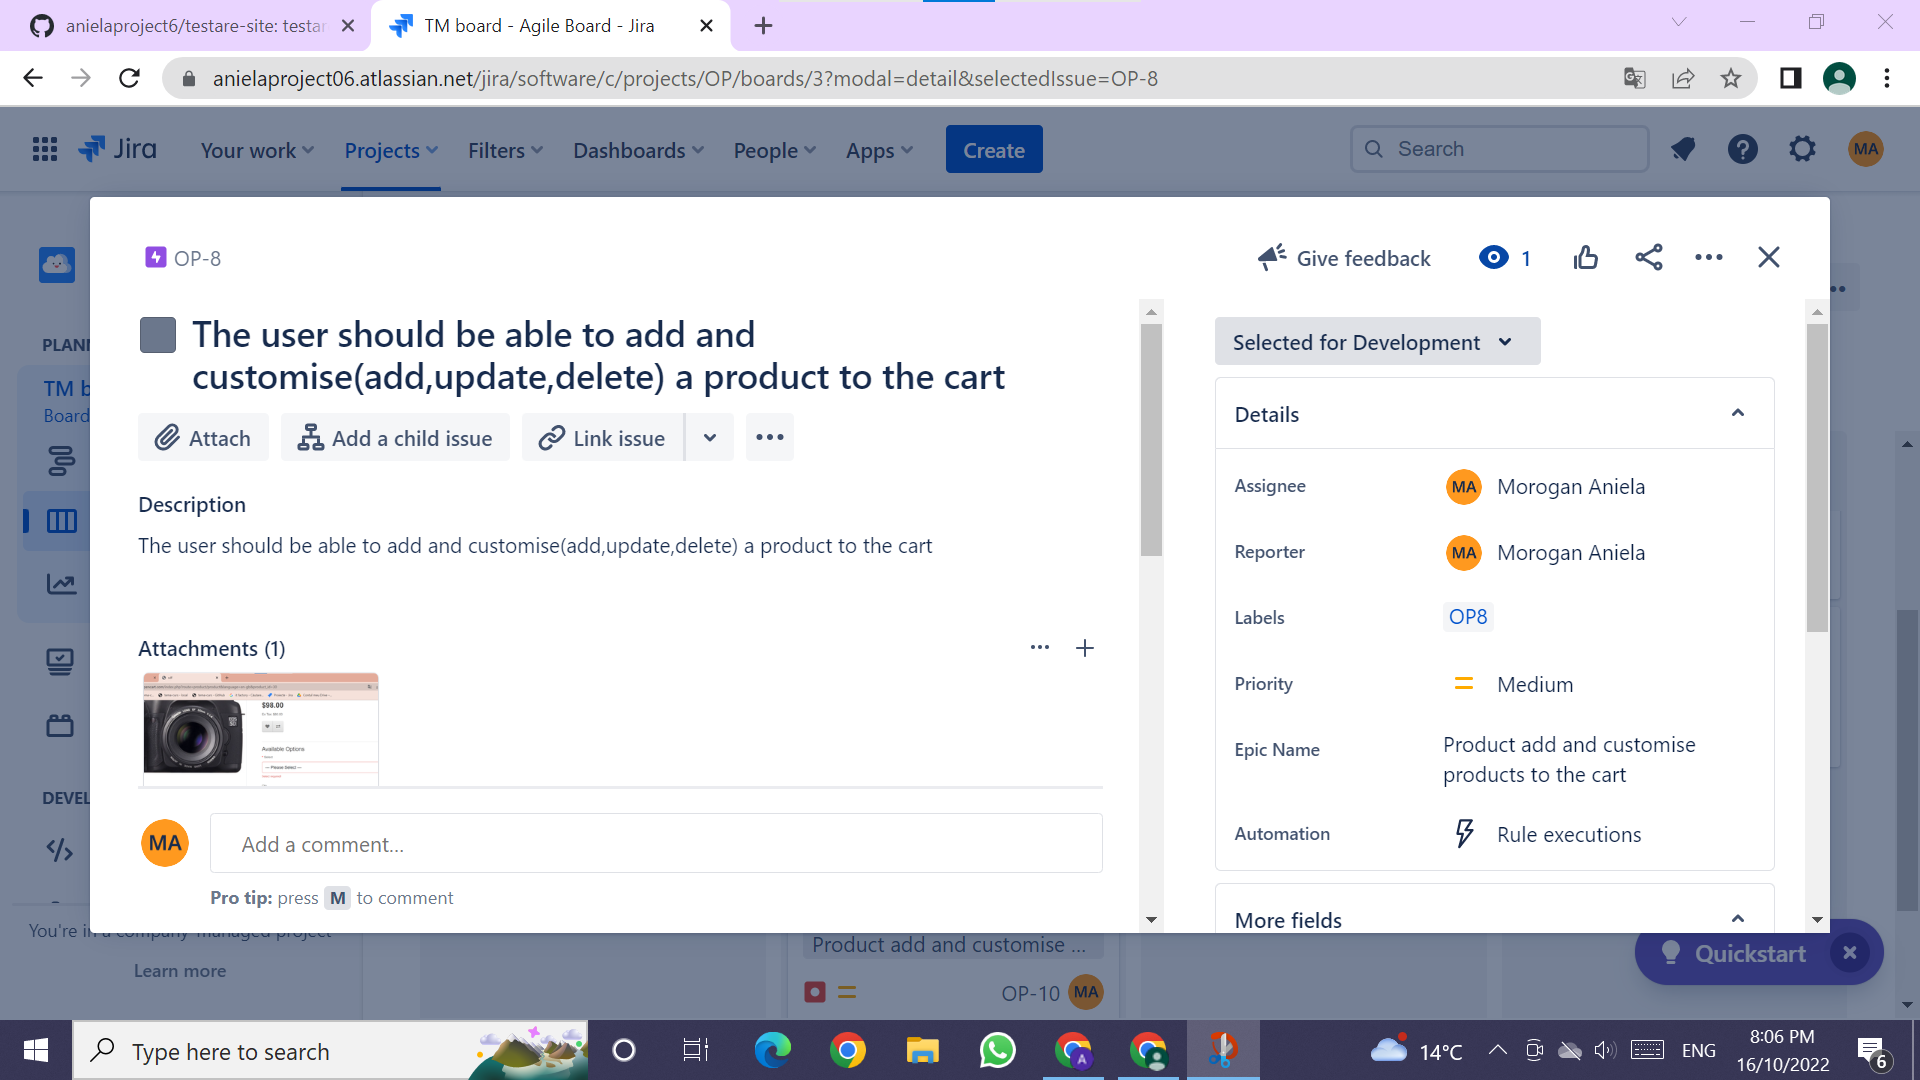 anielaproject6/testare-site: testar
TM board - Agile Board - Jira
anielaproject06.atlassian.net/jira/software/c/projects/OP/boards/3?modal=detail&selectedIssue=OP-8
Jira
Your work
Projects
Filters
Dashboards
People
Apps
Create
Search
MA
OP-8
Give feedback
1
PLANN
TM b
Board
DEVEL
The user should be able to add and
customise(add,update,delete) a product to the cart
Attach
Add a child issue
Link issue
Description
The user should be able to add and customise(add,update,delete) a product to the cart
Attachments (1)
$98.00
Available Options
--- Please Select ---
MA
Add a comment...
Pro tip: press M to comment
Selected for Development
Details
Assignee
MA Morogan Aniela
Reporter
MA Morogan Aniela
Labels
OP8
Priority
Medium
Epic Name
Product add and customise
products to the cart
Automation
Rule executions
More fields
You're in a company-managed project
Learn more
Product add and customise ...
OP-10 MA
Quickstart
Type here to search
A
14°C
ENG
8:06 PM
16/10/2022
6